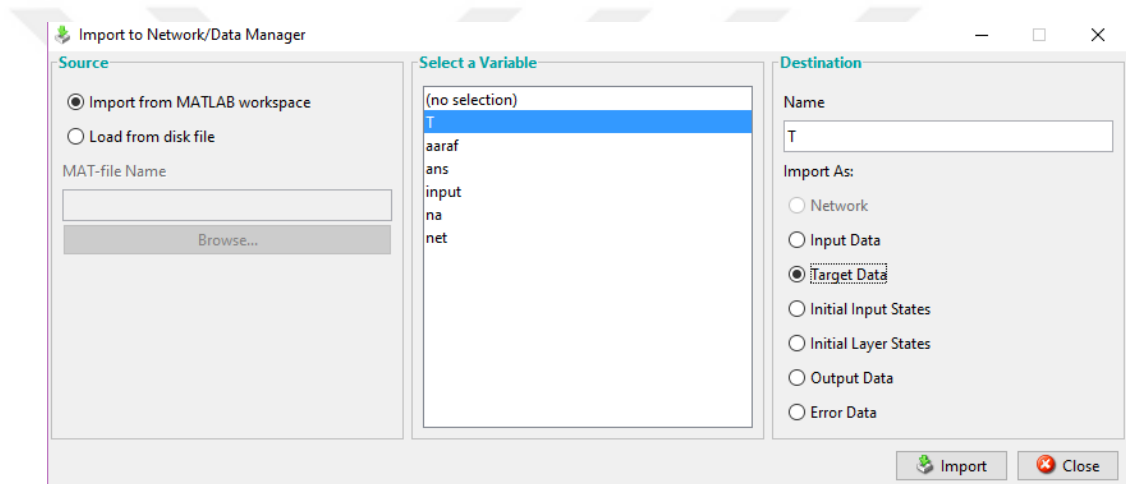 Import to Network/Data Manager
Source
Import from MATLAB workspace
Load from disk file
MAT-file Name
Browse...
Select a Variable
(no selection)
T
aaraf
ans
input
na
net
Destination
Name
T
Import As:
Network
Input Data
Target Data
Initial Input States
Initial Layer States
Output Data
Error Data
Import
Close